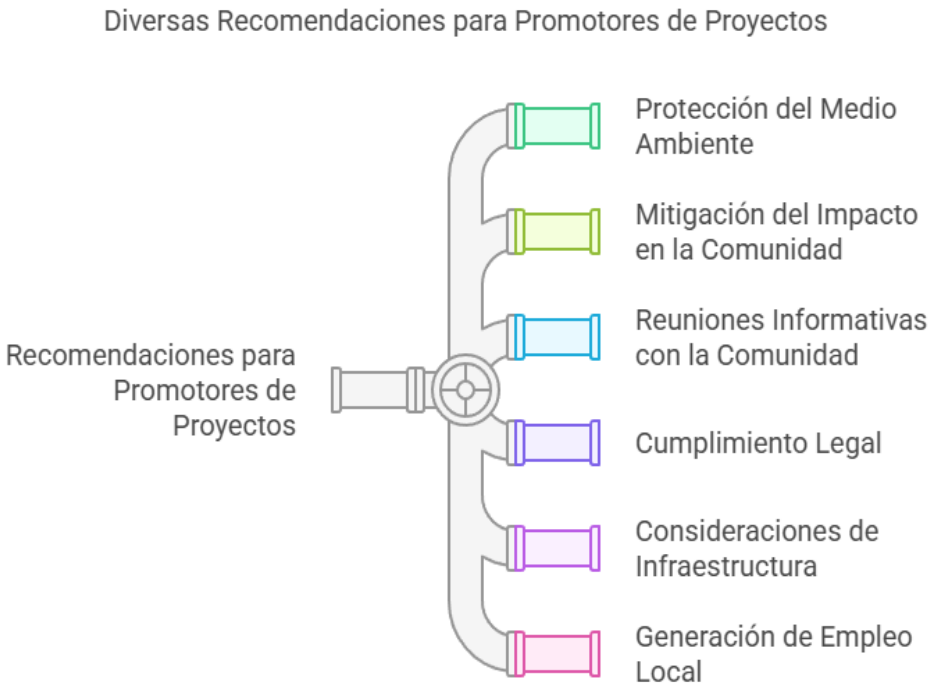 Diversas Recomendaciones para Promotores de Proyectos
Protección del Medio
Ambiente
Mitigación del Impacto
en la Comunidad
Reuniones Informativas
con la Comunidad
Recomendaciones para
Promotores de
Proyectos
Cumplimiento Legal
Consideraciones de
Infraestructura
Generación de Empleo
Local